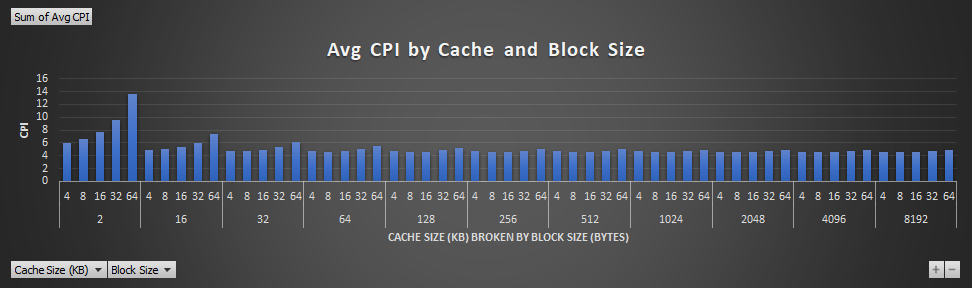 Sum of Avg CPI
Avg CPI by Cache and Block Size
16
14
12
10
8
6
4
2
0
CPI
4 8 16 32 64 4 8 16 32 64 4 8 16 32 64 4 8 16 32 64 4 8 16 32 64 4 8 16 32 64 4 8 16 32 64 4 8 16 32 64 4 8 16 32 64 4 8 16 32 64 4 8 16 32 64
2 16 32 64 128 256 512 1024 2048 4096 8192
CACHE SIZE (KB) BROKEN BY BLOCK SIZE (BYTES)
Cache Size (KB) Block Size + −